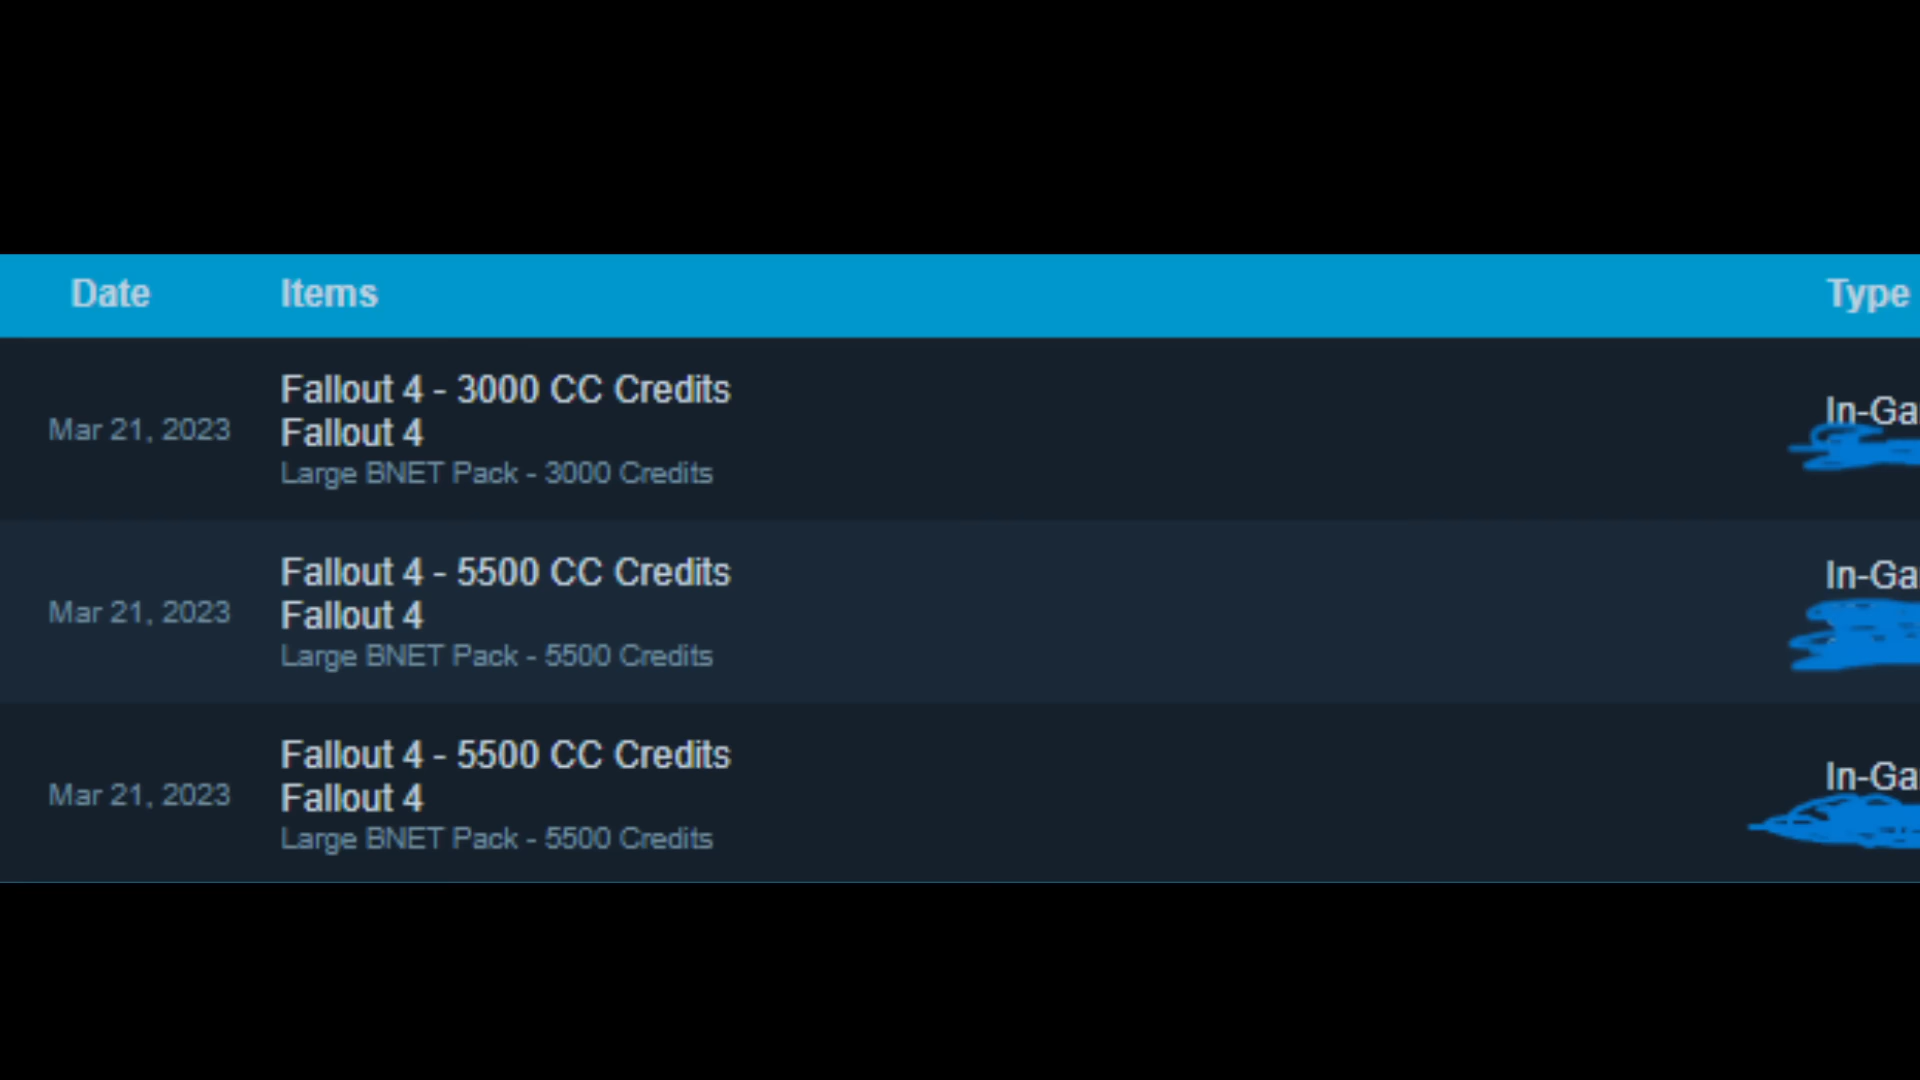 Date Items Type
Fallout 4 - 3000 CC Credits
In-Ga
Mar 21, 2023 Fallout 4
Large BNET Pack - 3000 Credits
Fallout 4 - 5500 CC Credits
In-Ga
Mar 21, 2023 Fallout 4
Large BNET Pack - 5500 Credits
Fallout 4 - 5500 CC Credits
In-Ga
Mar 21, 2023 Fallout 4
Large BNET Pack - 5500 Credits